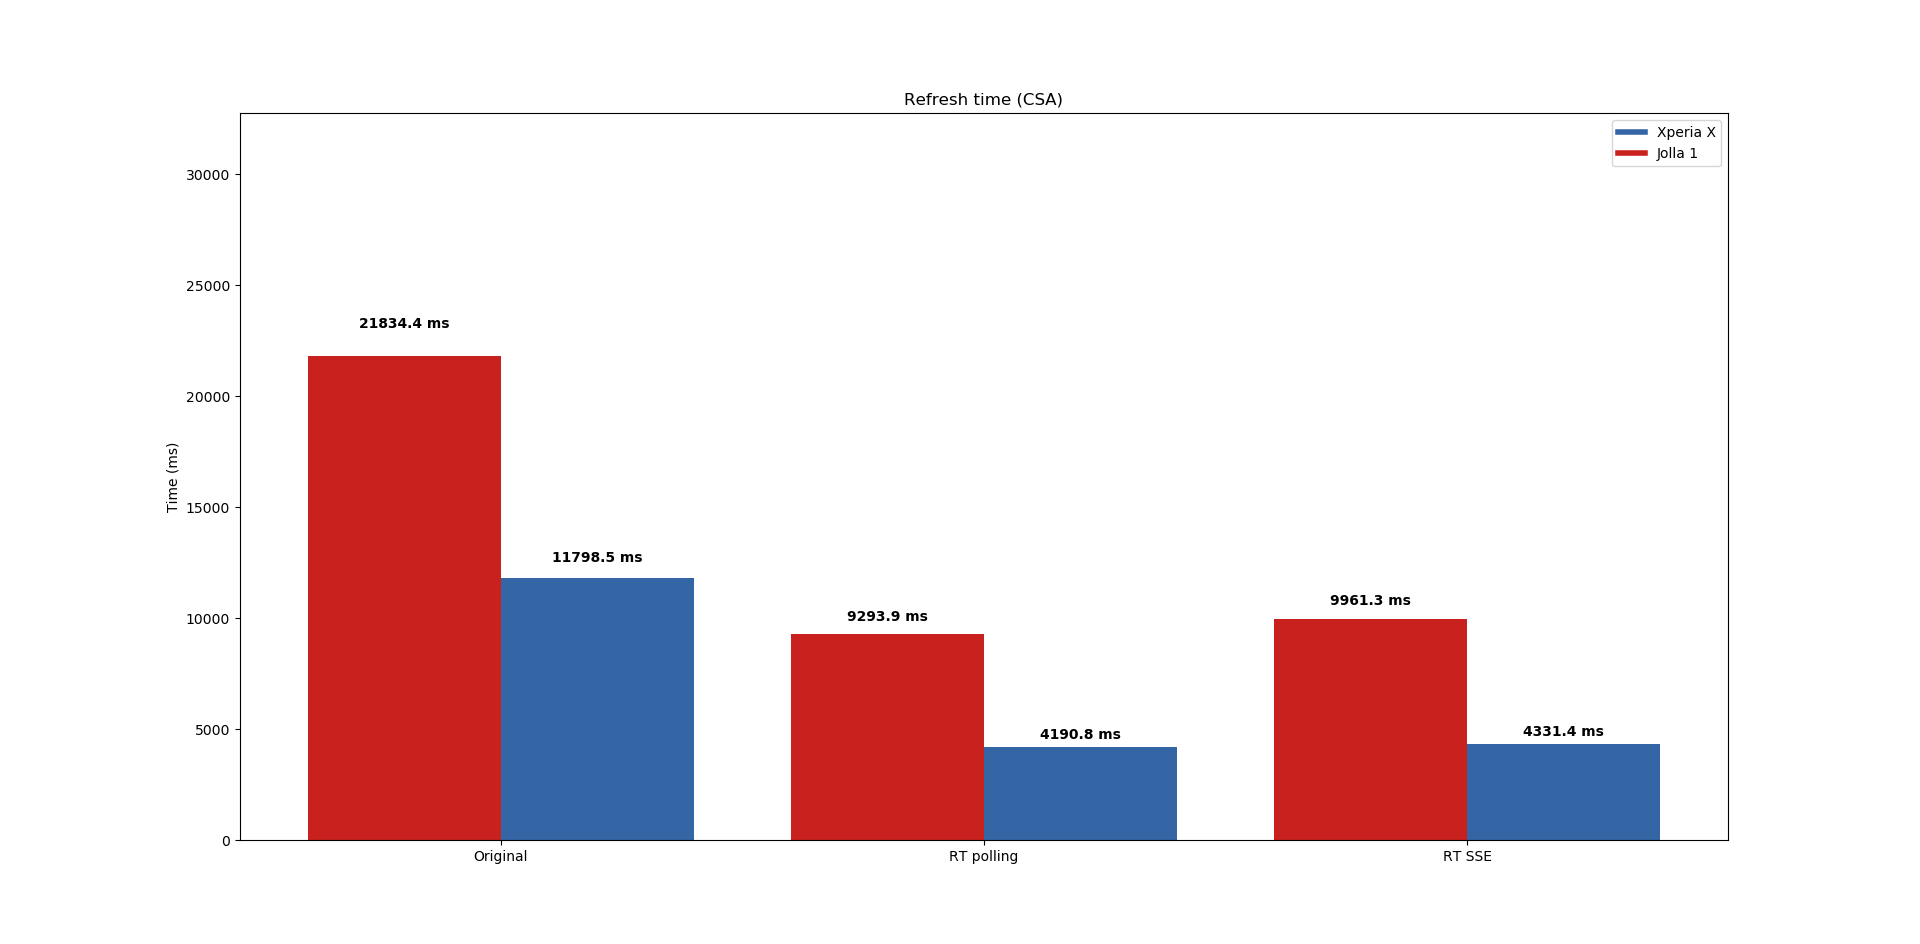 Refresh time (CSA)
Xperia X
Jolla 1
30000
25000
20000
15000
10000
5000
0
Time (ms)
21834.4 ms
11798.5 ms
9293.9 ms
4190.8 ms
9961.3 ms
4331.4 ms
Original
RT polling
RT SSE